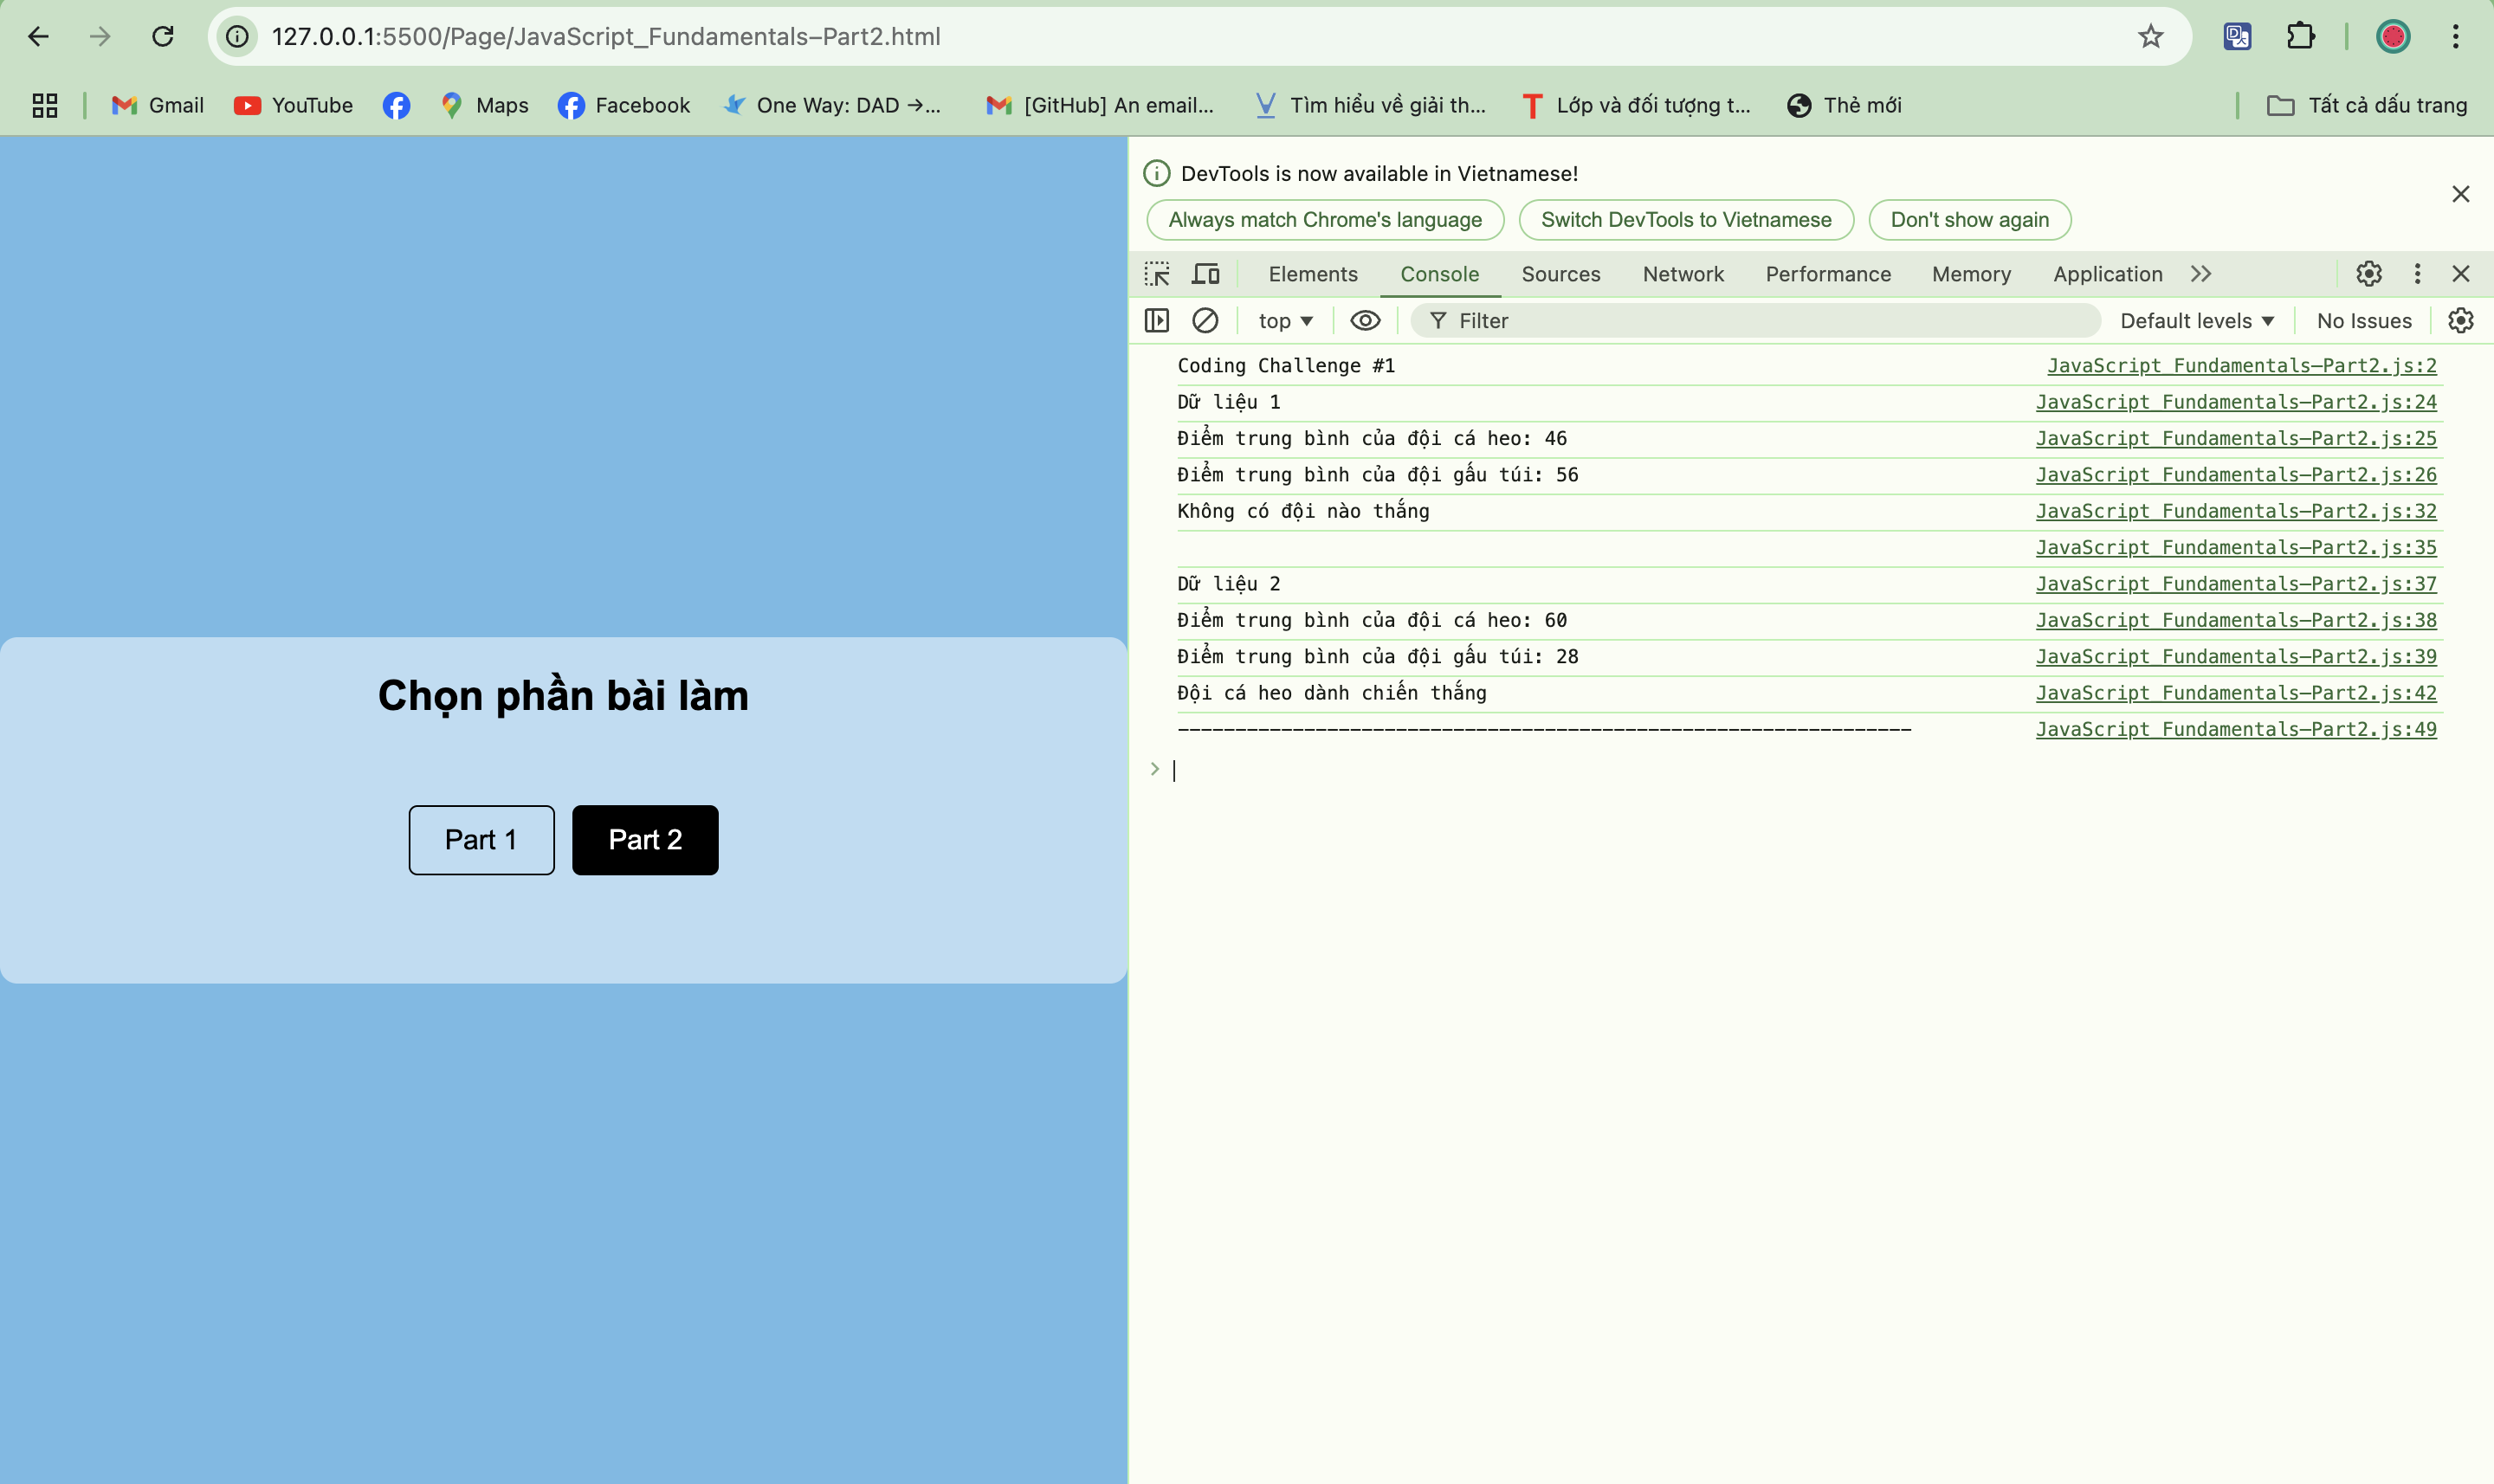 127.0.0.1:5500/Page/JavaScript_Fundamentals–Part2.html
Gmail
YouTube
Maps
Facebook
One Way: DAD →...
[GitHub] An email...
Tìm hiểu về giải th...
Lớp và đối tượng t...
Thẻ mới
Tất cả dấu trang
Chọn phần bài làm
Part 1
Part 2
DevTools is now available in Vietnamese!
Always match Chrome's language
Switch DevTools to Vietnamese
Don't show again
Elements
Console
Sources
Network
Performance
Memory
Application
top
Filter
Default levels
No Issues
Coding Challenge #1 JavaScript_Fundamentals–Part2.js:2
Dữ liệu 1 JavaScript_Fundamentals–Part2.js:24
Điểm trung bình của đội cá heo: 46 JavaScript_Fundamentals–Part2.js:25
Điểm trung bình của đội gấu túi: 56 JavaScript_Fundamentals–Part2.js:26
Không có đội nào thắng JavaScript_Fundamentals–Part2.js:32
JavaScript_Fundamentals–Part2.js:35
Dữ liệu 2 JavaScript_Fundamentals–Part2.js:37
Điểm trung bình của đội cá heo: 60 JavaScript_Fundamentals–Part2.js:38
Điểm trung bình của đội gấu túi: 28 JavaScript_Fundamentals–Part2.js:39
Đội cá heo dành chiến thắng JavaScript_Fundamentals–Part2.js:42
---------------------------------------------------------------- JavaScript_Fundamentals–Part2.js:49